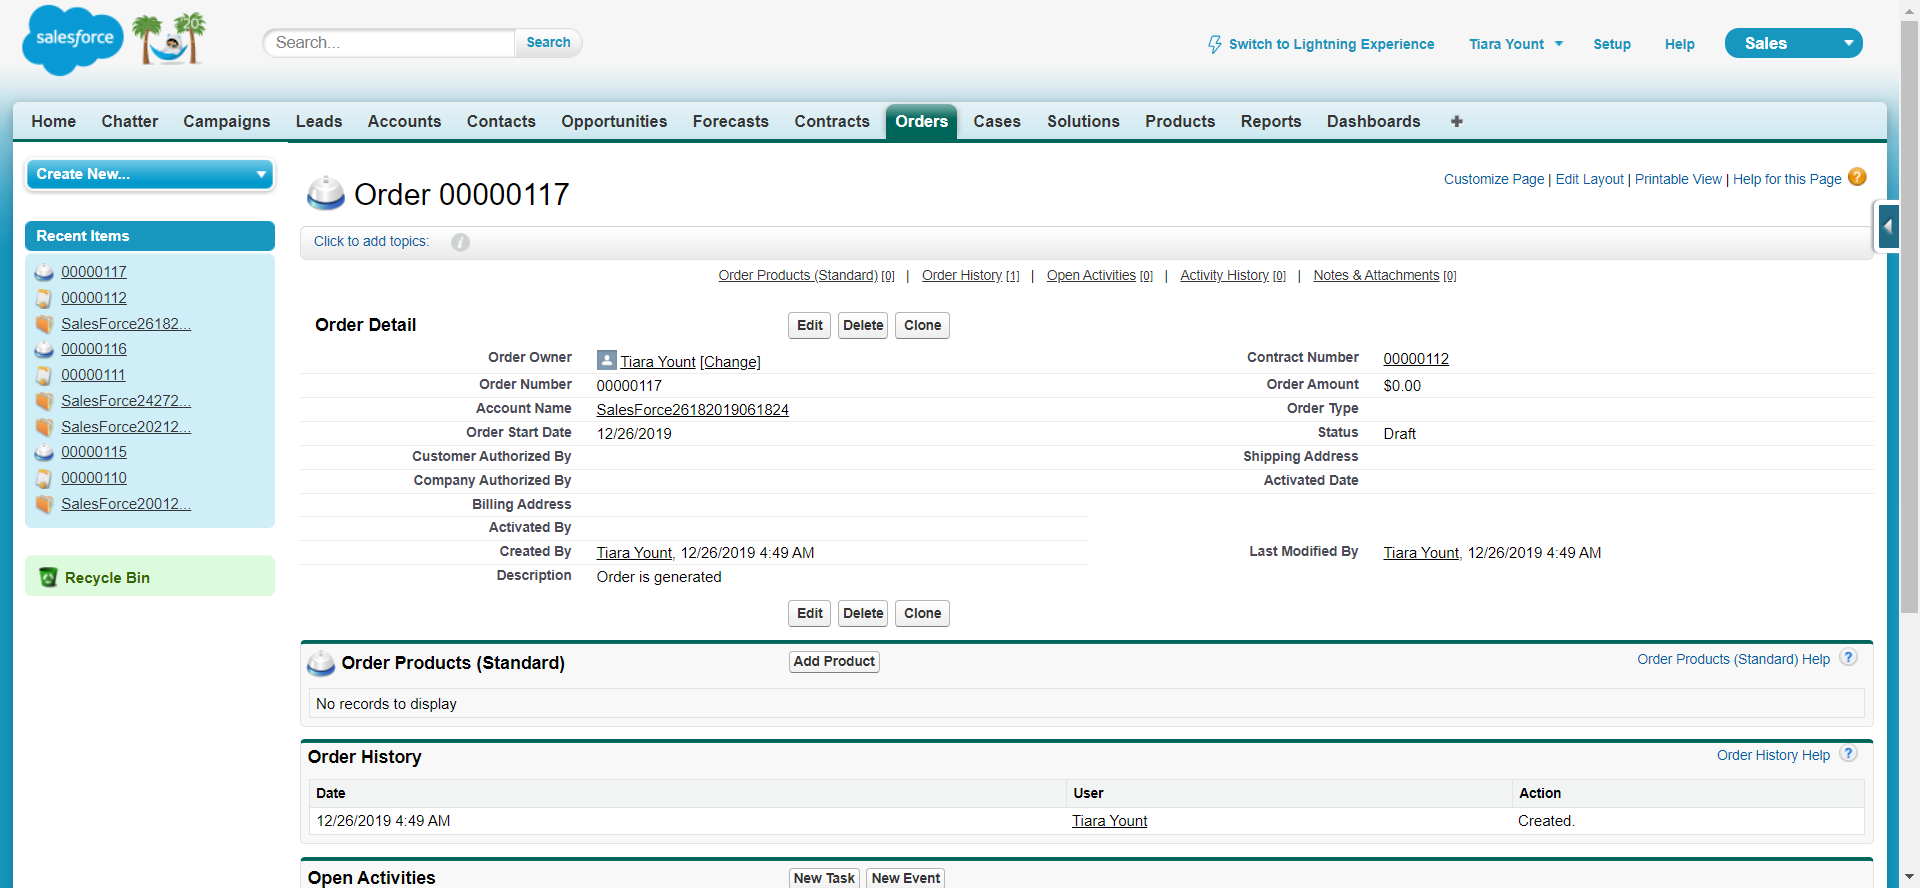 salesforce
20
Search...
Search
Switch to Lightning Experience
Tiara Yount
Setup
Help
Sales
Home Chatter Campaigns Leads Accounts Contacts Opportunities Forecasts Contracts Orders Cases Solutions Products Reports Dashboards +
Create New...
Recent Items
00000117
00000112
SalesForce26182...
00000116
00000111
SalesForce24272...
SalesForce20212...
00000115
00000110
SalesForce20012...
Recycle Bin
Order 00000117
Customize Page | Edit Layout | Printable View | Help for this Page ?
Click to add topics: i
Order Products (Standard) [0] | Order History [1] | Open Activities [0] | Activity History [0] | Notes & Attachments [0]
Order Detail
Edit Delete Clone
Order Owner Tiara Yount [Change] Contract Number 00000112
Order Number 00000117 Order Amount $0.00
Account Name SalesForce26182019061824 Order Type
Order Start Date 12/26/2019 Status Draft
Customer Authorized By Shipping Address
Company Authorized By Activated Date
Billing Address
Activated By
Created By Tiara Yount, 12/26/2019 4:49 AM Last Modified By Tiara Yount, 12/26/2019 4:49 AM
Description Order is generated
Edit Delete Clone
Order Products (Standard) Add Product Order Products (Standard) Help ?
No records to display
Order History Order History Help ?
Date User Action
12/26/2019 4:49 AM Tiara Yount Created.
Open Activities New Task New Event